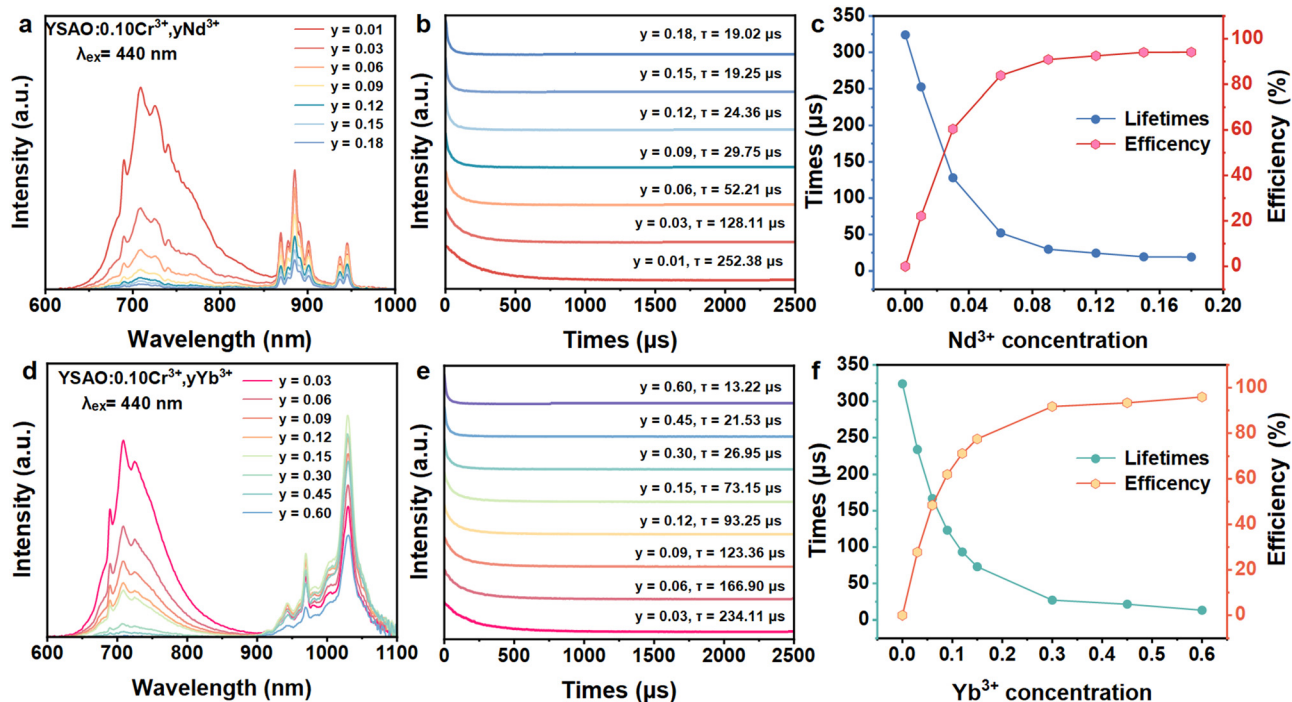 a
YSAO:0.10Cr³⁺,yNd³⁺
λex= 440 nm
y = 0.01
y = 0.03
y = 0.06
y = 0.09
y = 0.12
y = 0.15
y = 0.18
Intensity (a.u.)
600 700 800 900 1000
Wavelength (nm)
b
y = 0.18, τ = 19.02 μs
y = 0.15, τ = 19.25 μs
y = 0.12, τ = 24.36 μs
y = 0.09, τ = 29.75 μs
y = 0.06, τ = 52.21 μs
y = 0.03, τ = 128.11 μs
y = 0.01, τ = 252.38 μs
Intensity (a.u.)
0 500 1000 1500 2000 2500
Times (μs)
c
350
300
250
200
150
100
50
0
Times (μs)
Lifetimes
Efficency
100
80
60
40
20
0
Efficiency (%)
0.00 0.04 0.08 0.12 0.16 0.20
Nd³⁺ concentration
d
YSAO:0.10Cr³⁺,yYb³⁺
λex= 440 nm
y = 0.03
y = 0.06
y = 0.09
y = 0.12
y = 0.15
y = 0.30
y = 0.45
y = 0.60
Intensity (a.u.)
600 700 800 900 1000 1100
Wavelength (nm)
e
y = 0.60, τ = 13.22 μs
y = 0.45, τ = 21.53 μs
y = 0.30, τ = 26.95 μs
y = 0.15, τ = 73.15 μs
y = 0.12, τ = 93.25 μs
y = 0.09, τ = 123.36 μs
y = 0.06, τ = 166.90 μs
y = 0.03, τ = 234.11 μs
Intensity (a.u.)
0 500 1000 1500 2000 2500
Times (μs)
f
350
300
250
200
150
100
50
0
Times (μs)
Lifetimes
Efficency
100
80
60
40
20
0
Efficiency (%)
0.0 0.1 0.2 0.3 0.4 0.5 0.6
Yb³⁺ concentration